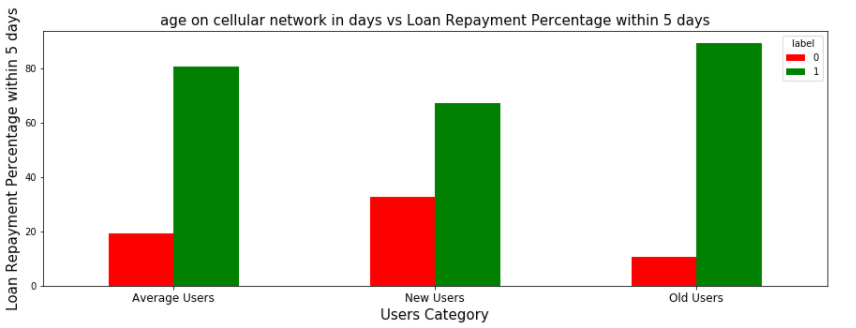 age on cellular network in days vs Loan Repayment Percentage within 5 days
Loan Repayment Percentage within 5 days
80
60
40
20
0
label
0
1
Average Users
New Users
Old Users
Users Category